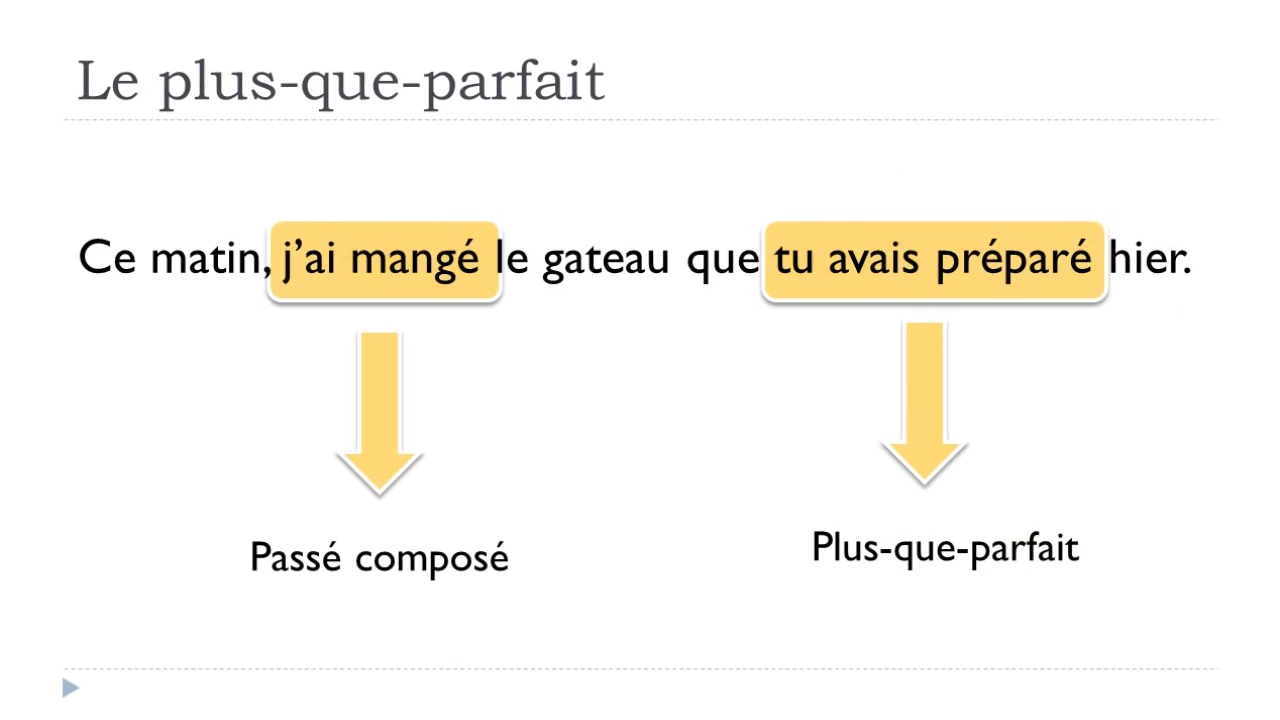 Le plus-que-parfait
Ce matin, j’ai mangé le gateau que tu avais préparé hier.
Passé composé
Plus-que-parfait